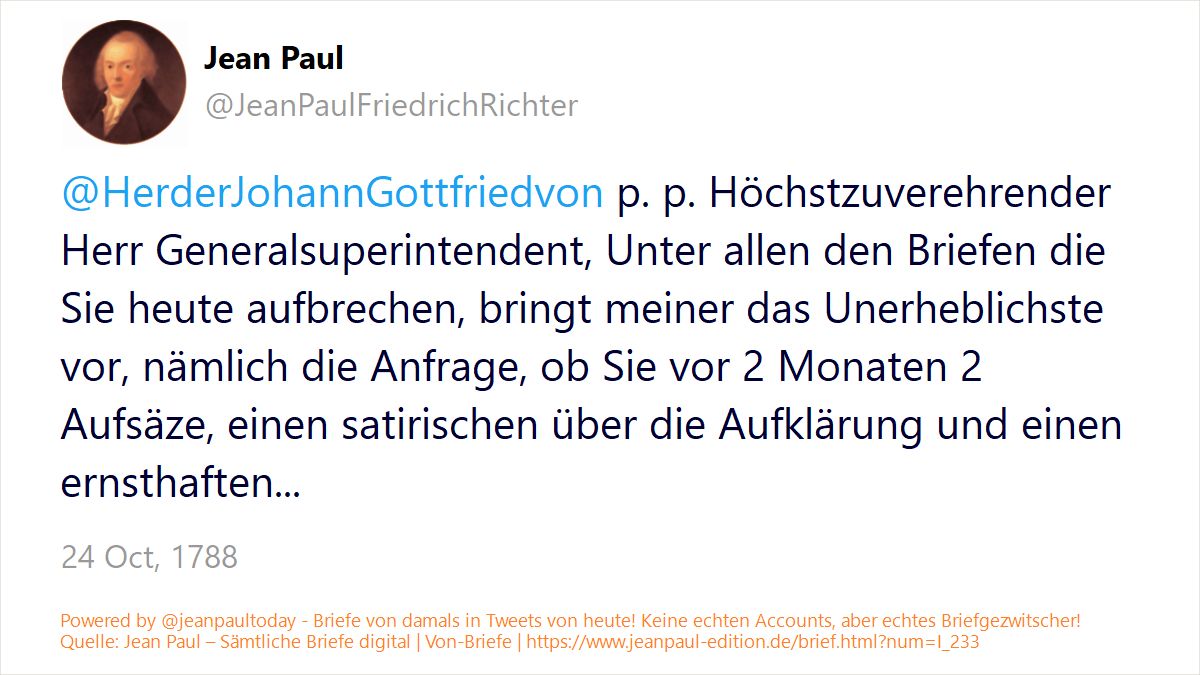 Jean Paul
@JeanPaulFriedrichRichter
@HerderJohannGottfriedvon p. p. Höchstzuverehrender
Herr Generalsuperintendent, Unter allen den Briefen die
Sie heute aufbrechen, bringt meiner das Unerheblichste
vor, nämlich die Anfrage, ob Sie vor 2 Monaten 2
Aufsäze, einen satirischen über die Aufklärung und einen
ernsthaften...
24 Oct, 1788
Powered by @jeanpaultoday - Briefe von damals in Tweets von heute! Keine echten Accounts, aber echtes Briefgezwitscher!
Quelle: Jean Paul – Sämtliche Briefe digital | Von-Briefe | https://www.jeanpaul-edition.de/brief.html?num=I_233